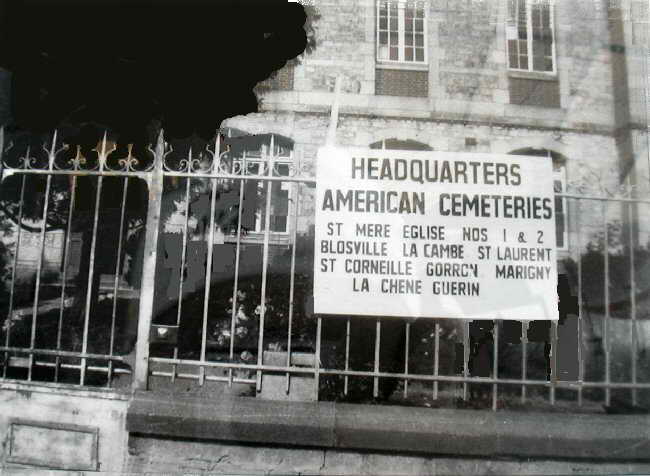 HEADQUARTERS
AMERICAN CEMETERIES
ST MERE EGLISE NOS 1 & 2
BLOSVILLE LA CAMBE ST LAURENT
ST CORNEILLE GORRON MARIGNY
LA CHENE GUERIN